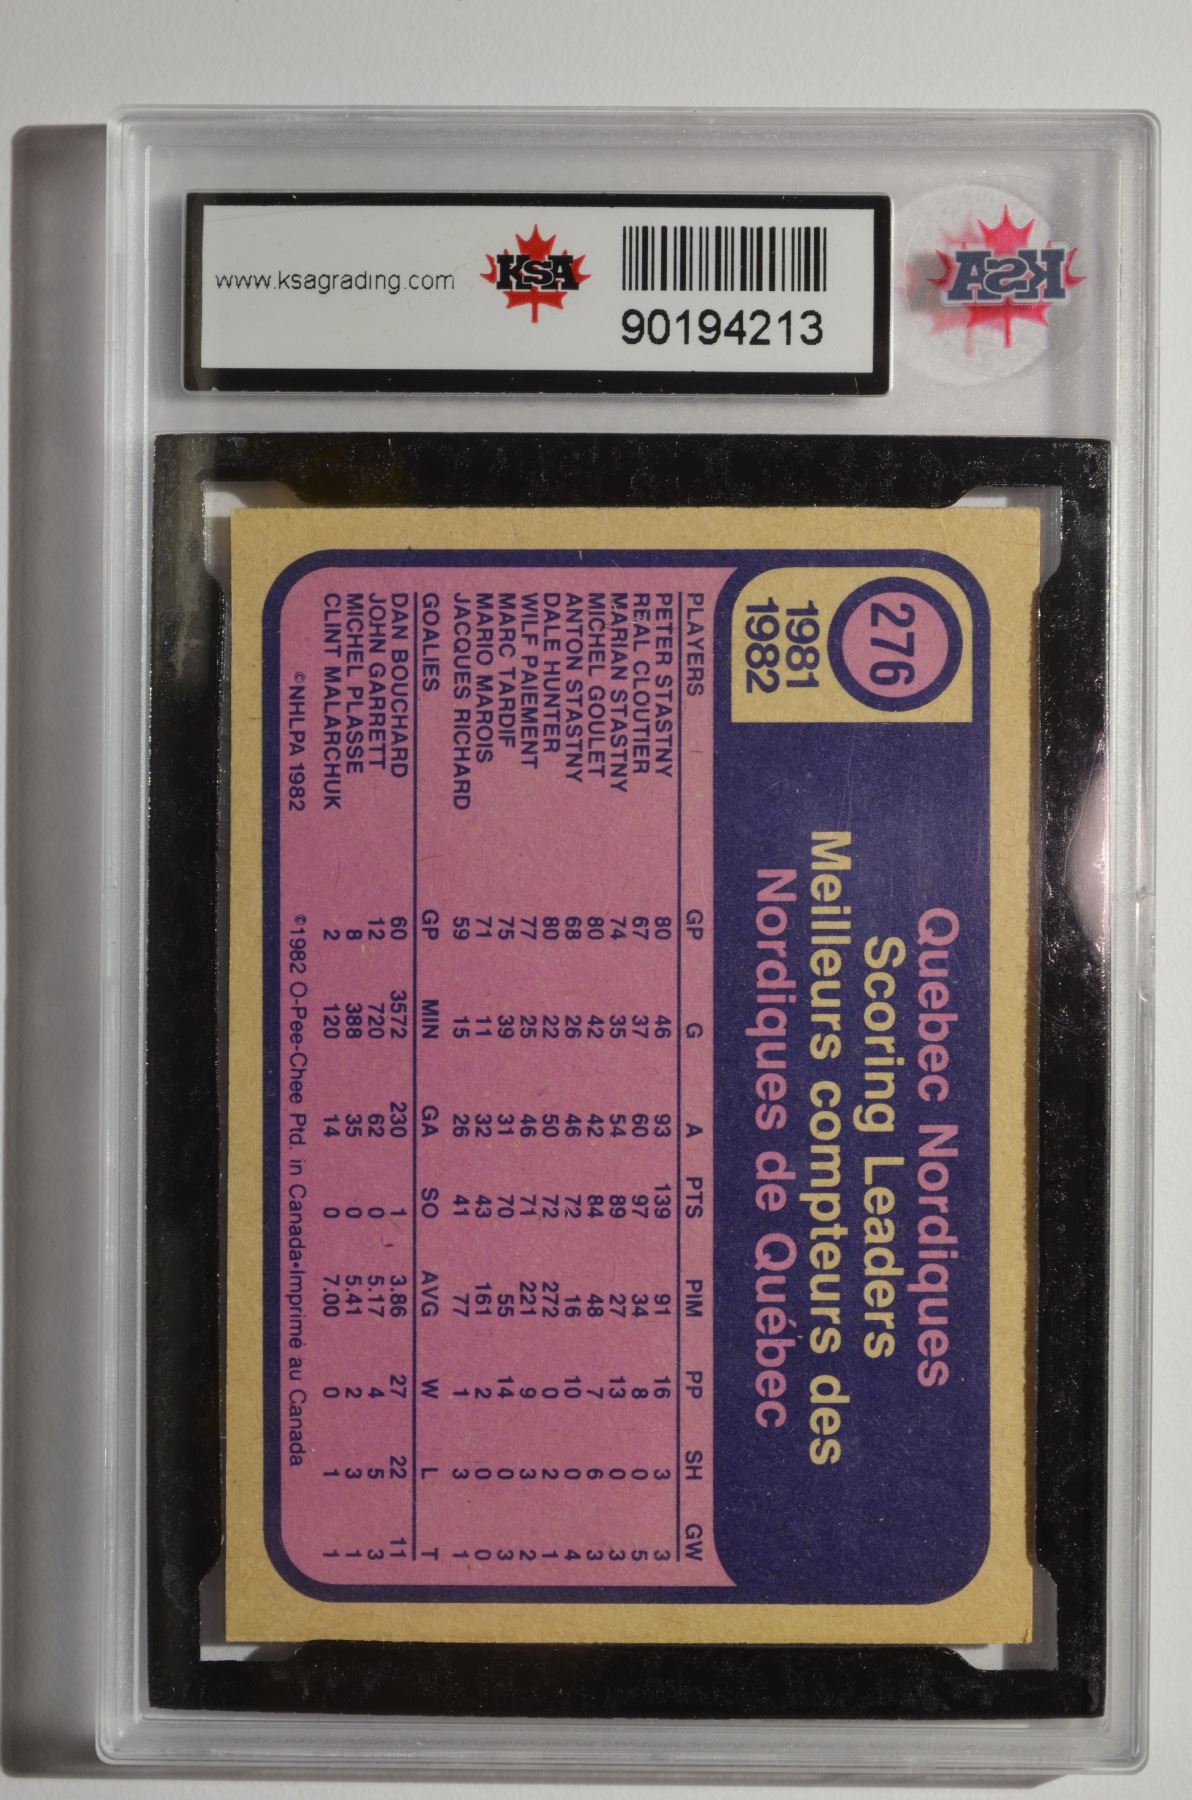 www.ksagrading.com
KSA
90194213
KSA
276
1981
1982
Quebec Nordiques
Scoring Leaders
Meilleurs compteurs des
Nordiques de Québec
PLAYERS GP G A PTS PIM PP SH GW
PETER STASTNY 80 46 93 139 91 16 3 3
REAL CLOUTIER 67 37 60 97 34 8 0 5
MARIAN STASTNY 74 35 54 89 27 13 0 3
MICHEL GOULET 80 42 42 84 48 7 6 3
ANTON STASTNY 68 26 46 72 16 10 0 4
DALE HUNTER 80 22 50 72 272 0 2 1
WILF PAIEMENT 77 25 46 71 221 9 3 2
MARC TARDIF 75 39 31 70 55 14 0 3
MARIO MAROIS 71 11 32 43 161 2 0 0
JACQUES RICHARD 59 15 26 41 77 1 3 1
GOALIES GP MIN GA SO AVG W L T
DAN BOUCHARD 60 3572 230 1 3.86 27 22 11
JOHN GARRETT 12 720 62 0 5.17 4 5 3
MICHEL PLASSE 8 388 35 0 5.41 2 3 1
CLINT MALARCHUK 2 120 14 0 7.00 0 1 1
©NHLPA 1982 ©1982 O-Pee-Chee Ptd. in Canada•Imprimé au Canada